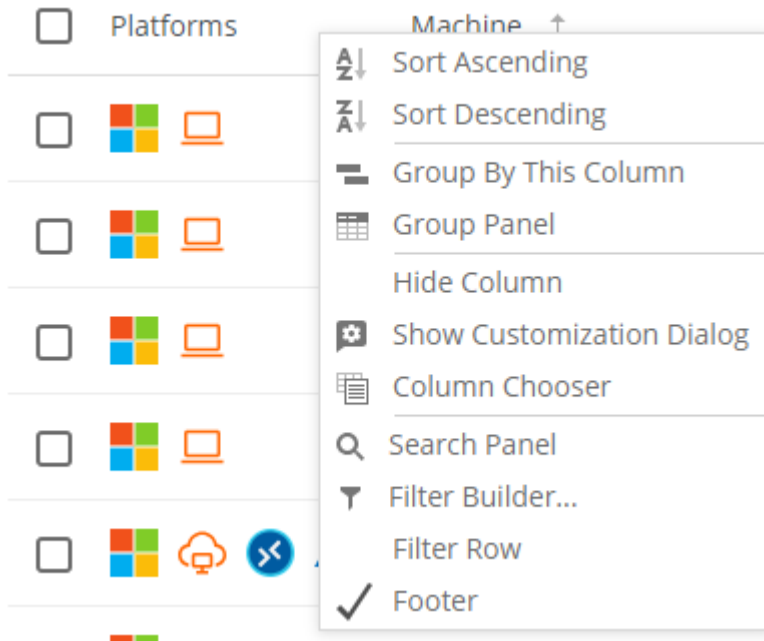 Platforms Machine
Sort Ascending
Sort Descending
Group By This Column
Group Panel
Hide Column
Show Customization Dialog
Column Chooser
Search Panel
Filter Builder...
Filter Row
Footer